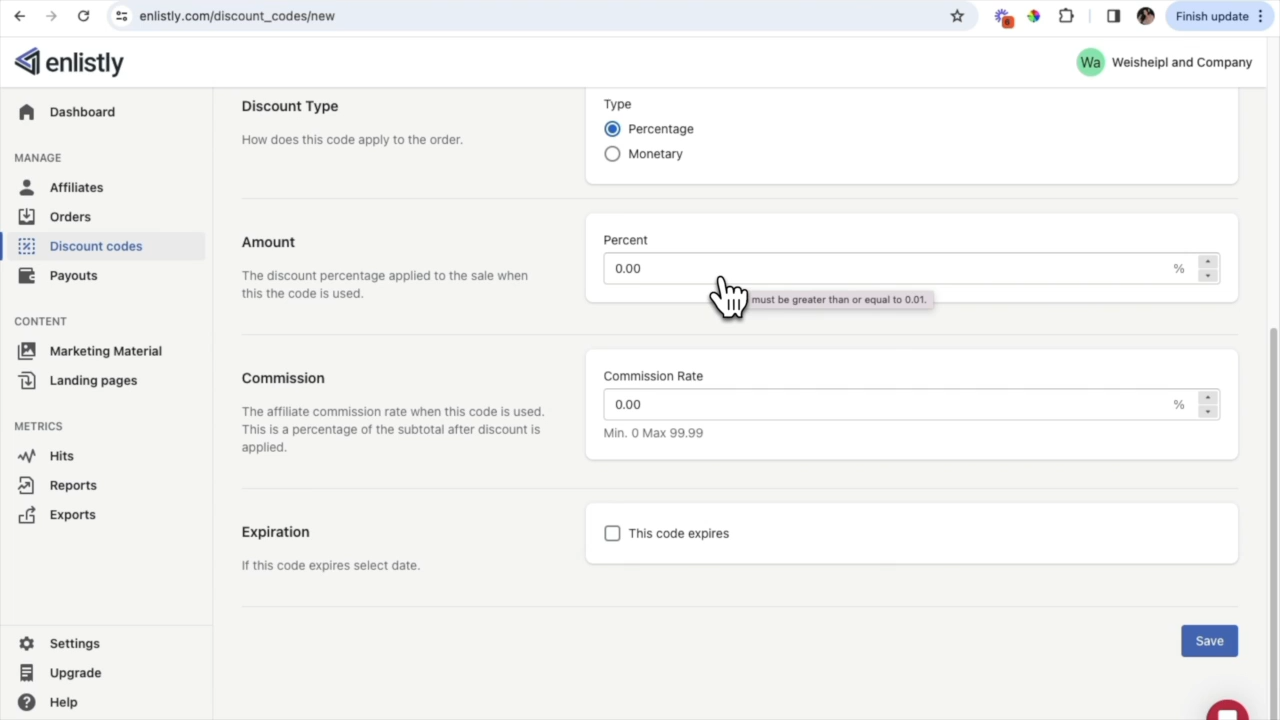 enlistly.com/discount_codes/new
6
Finish update
enlistly
Wa
Weisheipl and Company
Dashboard
MANAGE
Affiliates
Orders
Discount codes
Payouts
CONTENT
Marketing Material
Landing pages
METRICS
Hits
Reports
Exports
Settings
Upgrade
Help
Discount Type
How does this code apply to the order.
Type
Percentage
Monetary
Amount
The discount percentage applied to the sale when
this the code is used.
Percent
0.00 %
must be greater than or equal to 0.01.
Commission
The affiliate commission rate when this code is used.
This is a percentage of the subtotal after discount is
applied.
Commission Rate
0.00 %
Min. 0 Max 99.99
Expiration
If this code expires select date.
This code expires
Save